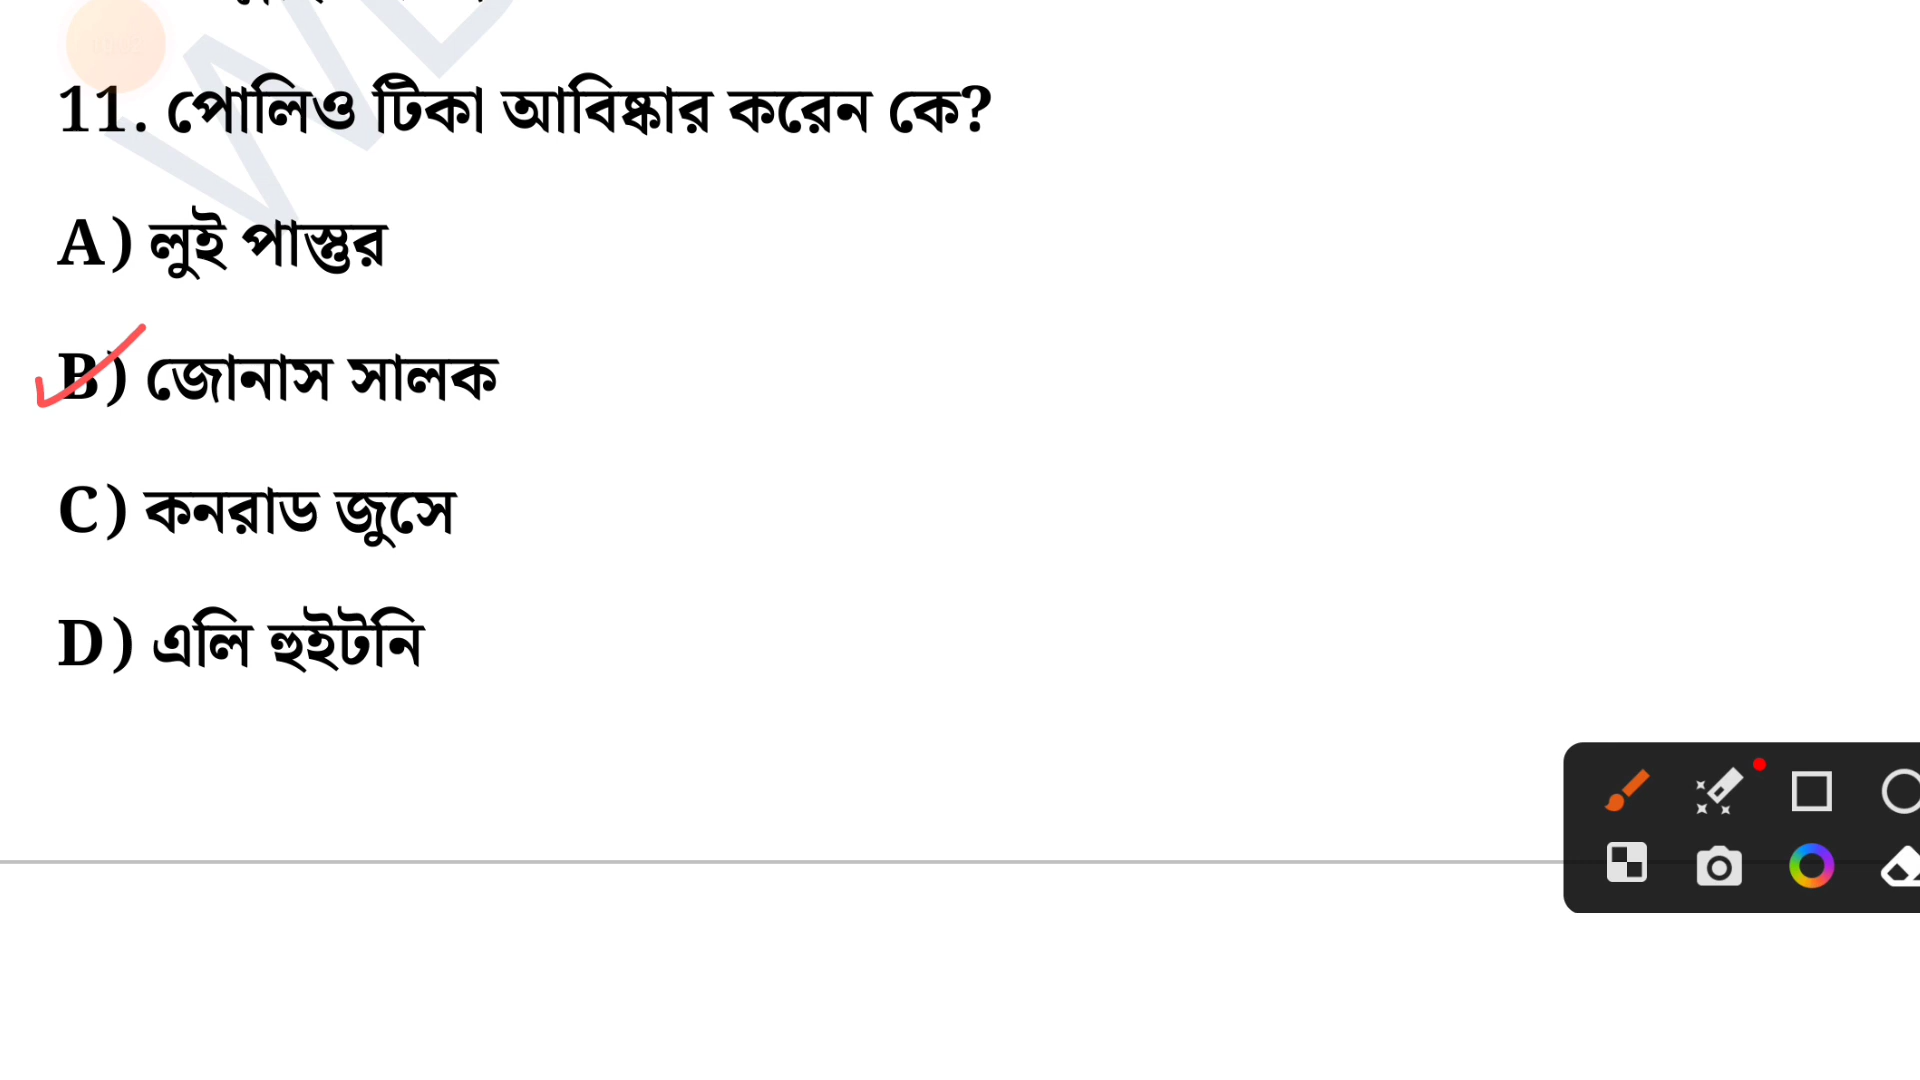 11. পোলিও টিকা আবিষ্কার করেন কে?
A) লুই পাস্তুর
B) জোনাস সালক
C) কনরাড জুসে
D) এলি হুইটনি